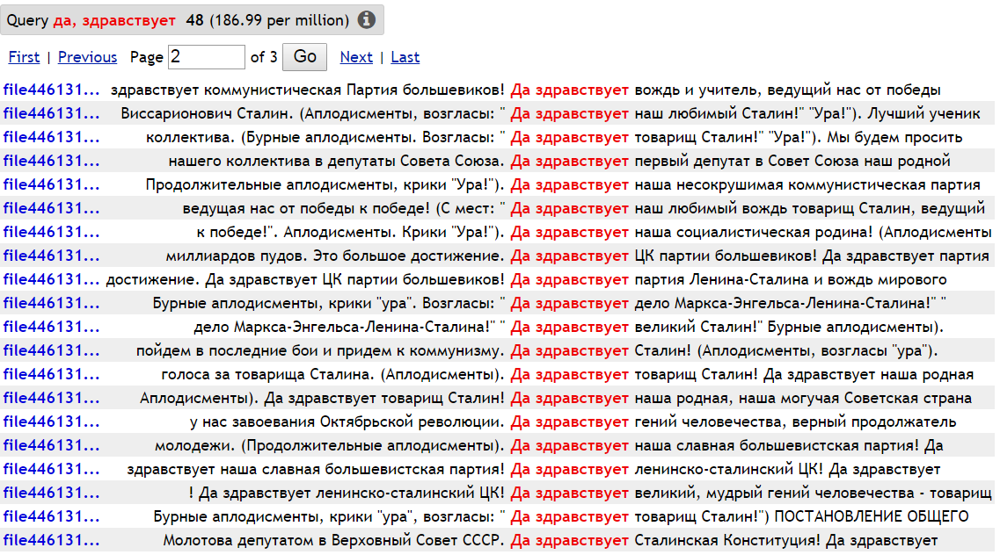 Query да, здравствует 48 (186.99 per million)
First | Previous Page 2 of 3 Go Next | Last
file446131... здравствует коммунистическая Партия большевиков! Да здравствует вождь и учитель, ведущий нас от победы
file446131... Виссарионович Сталин. (Аплодисменты, возгласы: " Да здравствует наш любимый Сталин!" "Ура!"). Лучший ученик
file446131... коллектива. (Бурные аплодисменты. Возгласы: " Да здравствует товарищ Сталин!" "Ура!"). Мы будем просить
file446131... нашего коллектива в депутаты Совета Союза. Да здравствует первый депутат в Совет Союза наш родной
file446131... Продолжительные аплодисменты, крики "Ура!"). Да здравствует наша несокрушимая коммунистическая партия
file446131... ведущая нас от победы к победе! (С мест: " Да здравствует наш любимый вождь товарищ Сталин, ведущий
file446131... к победе!". Аплодисменты. Крики "Ура!"). Да здравствует наша социалистическая родина! (Аплодисменты
file446131... миллиардов пудов. Это большое достижение. Да здравствует ЦК партии большевиков! Да здравствует партия
file446131... достижение. Да здравствует ЦК партии большевиков! Да здравствует партия Ленина-Сталина и вождь мирового
file446131... Бурные аплодисменты, крики "ура". Возгласы: " Да здравствует дело Маркса-Энгельса-Ленина-Сталина!" "
file446131... дело Маркса-Энгельса-Ленина-Сталина!" " Да здравствует великий Сталин!" Бурные аплодисменты).
file446131... пойдем в последние бои и придем к коммунизму. Да здравствует Сталин! (Аплодисменты, возгласы "ура").
file446131... голоса за товарища Сталина. (Аплодисменты). Да здравствует товарищ Сталин! Да здравствует наша родная
file446131... Аплодисменты). Да здравствует товарищ Сталин! Да здравствует наша родная, наша могучая Советская страна
file446131... у нас завоевания Октябрьской революции. Да здравствует гений человечества, верный продолжатель
file446131... молодежи. (Продолжительные аплодисменты). Да здравствует наша славная большевистская партия! Да
file446131... здравствует наша славная большевистская партия! Да здравствует ленинско-сталинский ЦК! Да здравствует
file446131... ! Да здравствует ленинско-сталинский ЦК! Да здравствует великий, мудрый гений человечества - товарищ
file446131... Бурные аплодисменты, крики "ура", возгласы: " Да здравствует товарищ Сталин!") ПОСТАНОВЛЕНИЕ ОБЩЕГО
file446131... Молотова депутатом в Верховный Совет СССР. Да здравствует Сталинская Конституция! Да здравствует